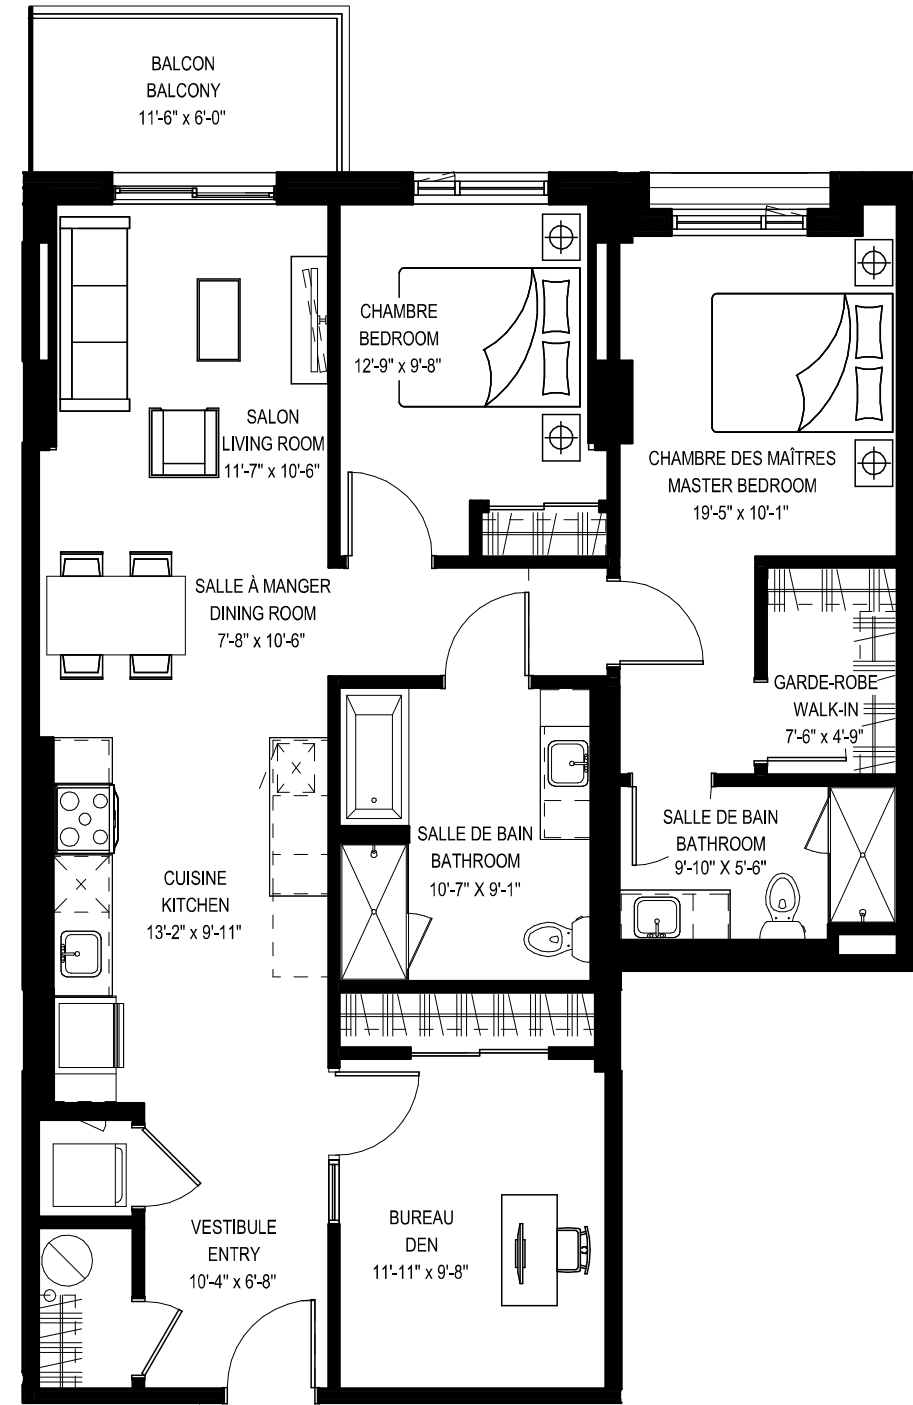 BALCON
BALCONY
11'-6" x 6'-0"
CHAMBRE
BEDROOM
12'-9" x 9'-8"
SALON
LIVING ROOM
11'-7" x 10'-6"
CHAMBRE DES MAÎTRES
MASTER BEDROOM
19'-5" x 10'-1"
SALLE À MANGER
DINING ROOM
7'-8" x 10'-6"
GARDE-ROBE
WALK-IN
7'-6" x 4'-9"
SALLE DE BAIN
BATHROOM
9'-10" X 5'-6"
SALLE DE BAIN
BATHROOM
10'-7" X 9'-1"
CUISINE
KITCHEN
13'-2" x 9'-11"
VESTIBULE
ENTRY
10'-4" x 6'-8"
BUREAU
DEN
11'-11" x 9'-8"